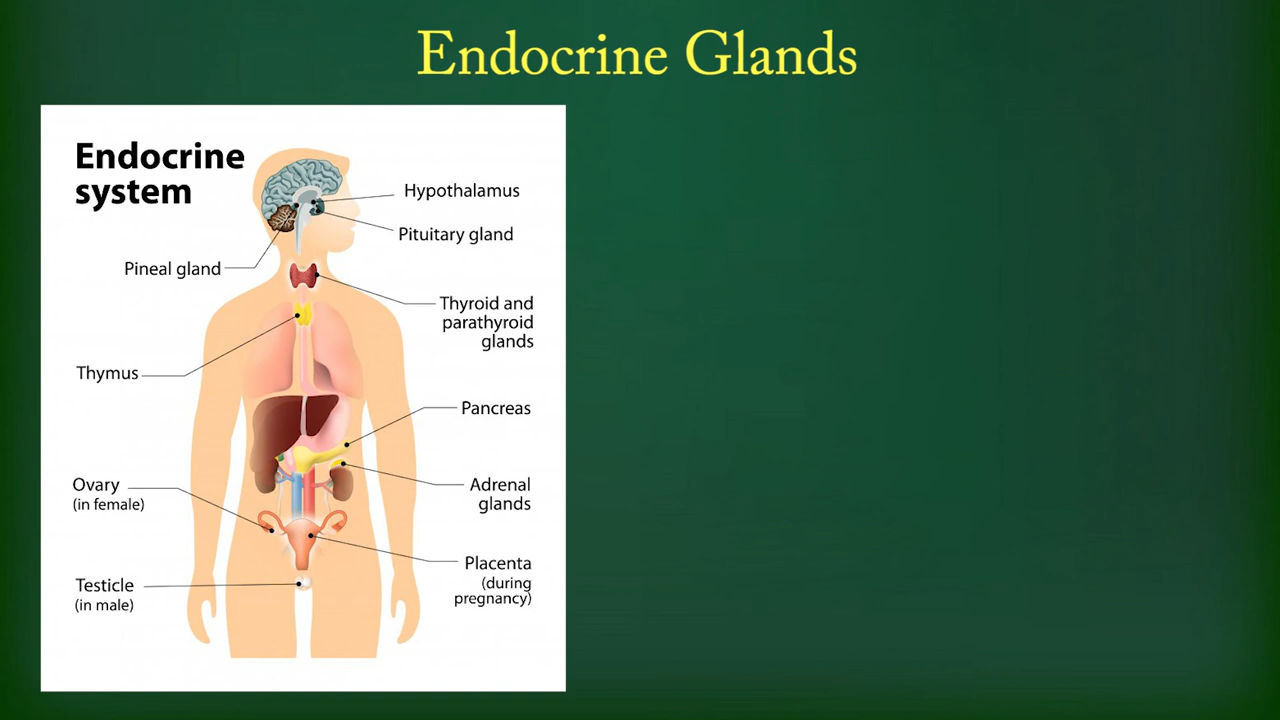 Endocrine Glands
Endocrine
system
Hypothalamus
Pituitary gland
Pineal gland
Thyroid and
parathyroid
glands
Thymus
Pancreas
Ovary
(in female)
Adrenal
glands
Placenta
(during
pregnancy)
Testicle
(in male)